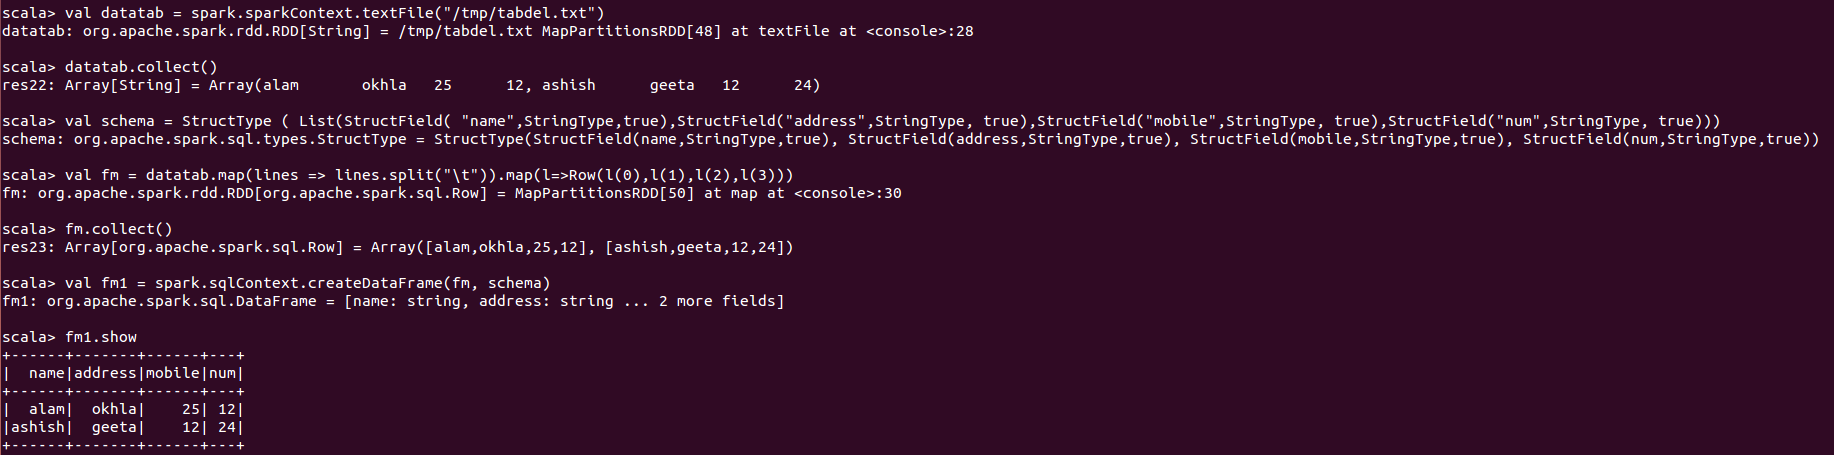 scala> val datatab = spark.sparkContext.textFile("/tmp/tabdel.txt")
datatab: org.apache.spark.rdd.RDD[String] = /tmp/tabdel.txt MapPartitionsRDD[48] at textFile at <console>:28
scala> datatab.collect()
res22: Array[String] = Array(alam       okhla   25      12, ashish      geeta   12      24)
scala> val schema = StructType ( List(StructField( "name",StringType,true),StructField("address",StringType, true),StructField("mobile",StringType, true),StructField("num",StringType, true)))
schema: org.apache.spark.sql.types.StructType = StructType(StructField(name,StringType,true), StructField(address,StringType,true), StructField(mobile,StringType,true), StructField(num,StringType,true))
scala> val fm = datatab.map(lines => lines.split("\t")).map(l=>Row(l(0),l(1),l(2),l(3)))
fm: org.apache.spark.rdd.RDD[org.apache.spark.sql.Row] = MapPartitionsRDD[50] at map at <console>:30
scala> fm.collect()
res23: Array[org.apache.spark.sql.Row] = Array([alam,okhla,25,12], [ashish,geeta,12,24])
scala> val fm1 = spark.sqlContext.createDataFrame(fm, schema)
fm1: org.apache.spark.sql.DataFrame = [name: string, address: string ... 2 more fields]
scala> fm1.show
+------+-------+------+---+
|  name|address|mobile|num|
+------+-------+------+---+
|  alam|  okhla|    25| 12|
|ashish|  geeta|    12| 24|
+------+-------+------+---+